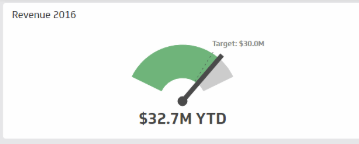 Revenue 2016
Target: $30.0M
$32.7M YTD